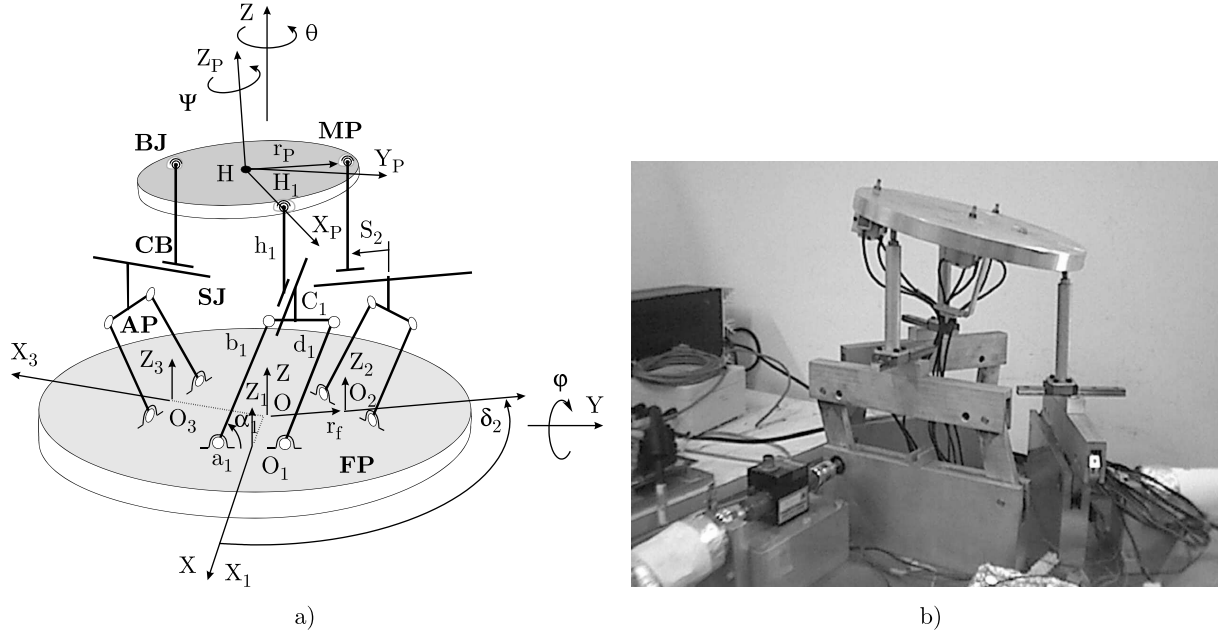 Z
θ
Z_P
Ψ
BJ
MP
r_P
Y_P
H
H_1
X_P
S_2
CB
h_1
SJ
C_1
AP
b_1
d_1
X_3
Z_3
Z
Z_2
Z_1
O
O_2
φ
Y
O_3
α_1
r_f
δ_2
a_1
O_1
FP
X
X_1
a)
b)